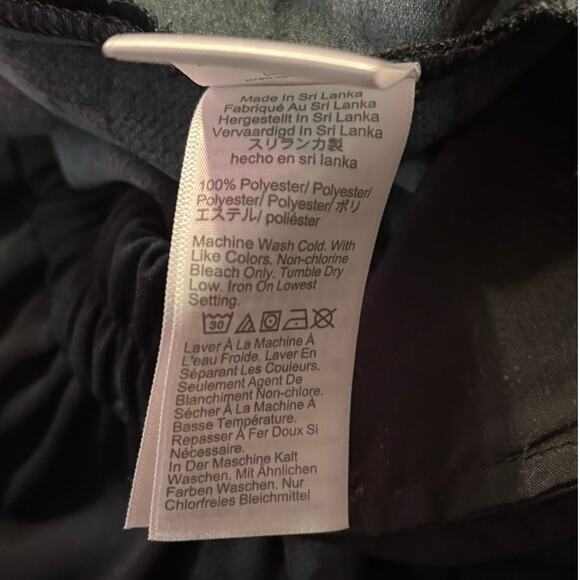 Made In Sri Lanka
Fabriqué Au Sri Lanka
Hergestellt In Sri Lanka
Vervaardigd In Sri Lanka
スリランカ製
hecho en sri lanka
100% Polyester/ Polyester/
Polyester/ Polyester/ ポリ
エステル/ poliéster
Machine Wash Cold. With
Like Colors. Non-chlorine
Bleach Only. Tumble Dry
Low. Iron On Lowest
Setting.
30
Laver À La Machine À
L'eau Froide. Laver En
Séparant Les Couleurs.
Seulement Agent De
Blanchiment Non-chlore.
Sécher À La Machine À
Basse Température.
Repasser À Fer Doux Si
Nécessaire.
In Der Maschine Kalt
Waschen. Mit Ähnlichen
Farben Waschen. Nur
Chlorfreies Bleichmittel